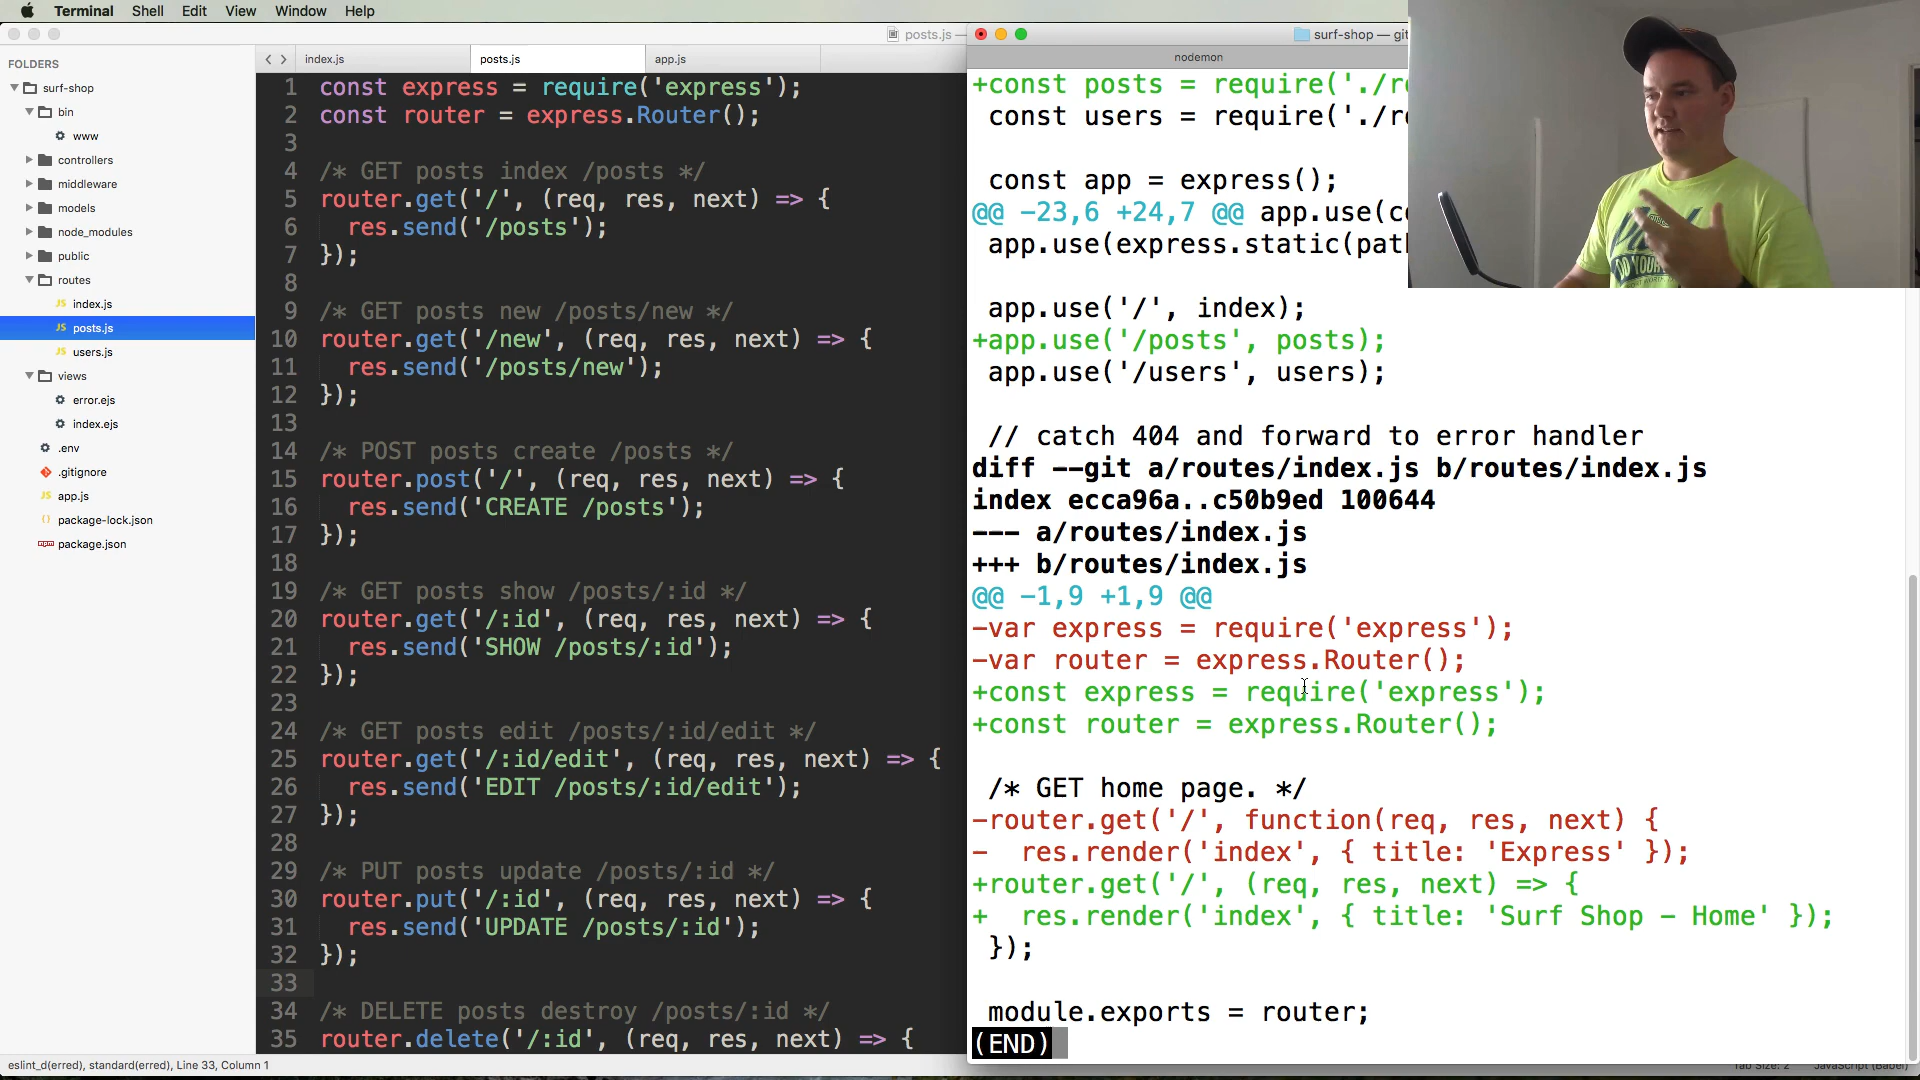 Terminal Shell Edit View Window Help
posts.js —
FOLDERS
surf-shop
bin
www
controllers
middleware
models
node_modules
public
routes
index.js
posts.js
users.js
views
error.ejs
index.ejs
.env
.gitignore
app.js
package-lock.json
package.json
index.js posts.js app.js
1 const express = require('express');
2 const router = express.Router();
3
4 /* GET posts index /posts */
5 router.get('/', (req, res, next) => {
6 res.send('/posts');
7 });
8
9 /* GET posts new /posts/new */
10 router.get('/new', (req, res, next) => {
11 res.send('/posts/new');
12 });
13
14 /* POST posts create /posts */
15 router.post('/', (req, res, next) => {
16 res.send('CREATE /posts');
17 });
18
19 /* GET posts show /posts/:id */
20 router.get('/:id', (req, res, next) => {
21 res.send('SHOW /posts/:id');
22 });
23
24 /* GET posts edit /posts/:id/edit */
25 router.get('/:id/edit', (req, res, next) => {
26 res.send('EDIT /posts/:id/edit');
27 });
28
29 /* PUT posts update /posts/:id */
30 router.put('/:id', (req, res, next) => {
31 res.send('UPDATE /posts/:id');
32 });
33
34 /* DELETE posts destroy /posts/:id */
35 router.delete('/:id', (req, res, next) => {
eslint_d(erred), standard(erred), Line 33, Column 1
surf-shop — git
nodemon
+const posts = require('./ro
const users = require('./ro
const app = express();
@@ -23,6 +24,7 @@ app.use(co
app.use(express.static(path
app.use('/', index);
+app.use('/posts', posts);
app.use('/users', users);
// catch 404 and forward to error handler
diff --git a/routes/index.js b/routes/index.js
index ecca96a..c50b9ed 100644
--- a/routes/index.js
+++ b/routes/index.js
@@ -1,9 +1,9 @@
-var express = require('express');
-var router = express.Router();
+const express = require('express');
+const router = express.Router();
/* GET home page. */
-router.get('/', function(req, res, next) {
- res.render('index', { title: 'Express' });
+router.get('/', (req, res, next) => {
+ res.render('index', { title: 'Surf Shop - Home' });
});
module.exports = router;
(END)
Tab Size: 2 JavaScript (Babel)
DO YOUR